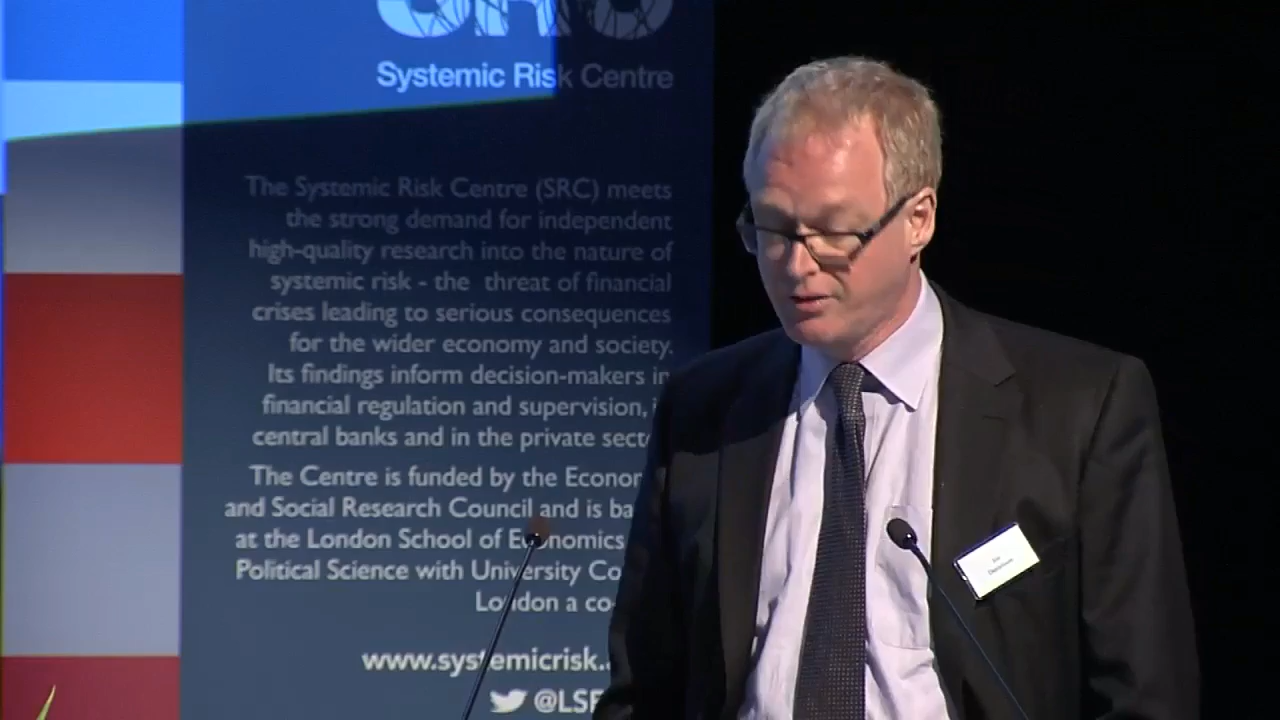 SRC
Systemic Risk Centre
The Systemic Risk Centre (SRC) meets
the strong demand for independent
high-quality research into the nature of
systemic risk - the threat of financial
crises leading to serious consequences
for the wider economy and society.
Its findings inform decision-makers in
financial regulation and supervision,
central banks and in the private
The Centre is funded by the
and Social Research Council and is
at the London School of Economics
Political Science with University
London a
www.systemicrisk.
@LSE